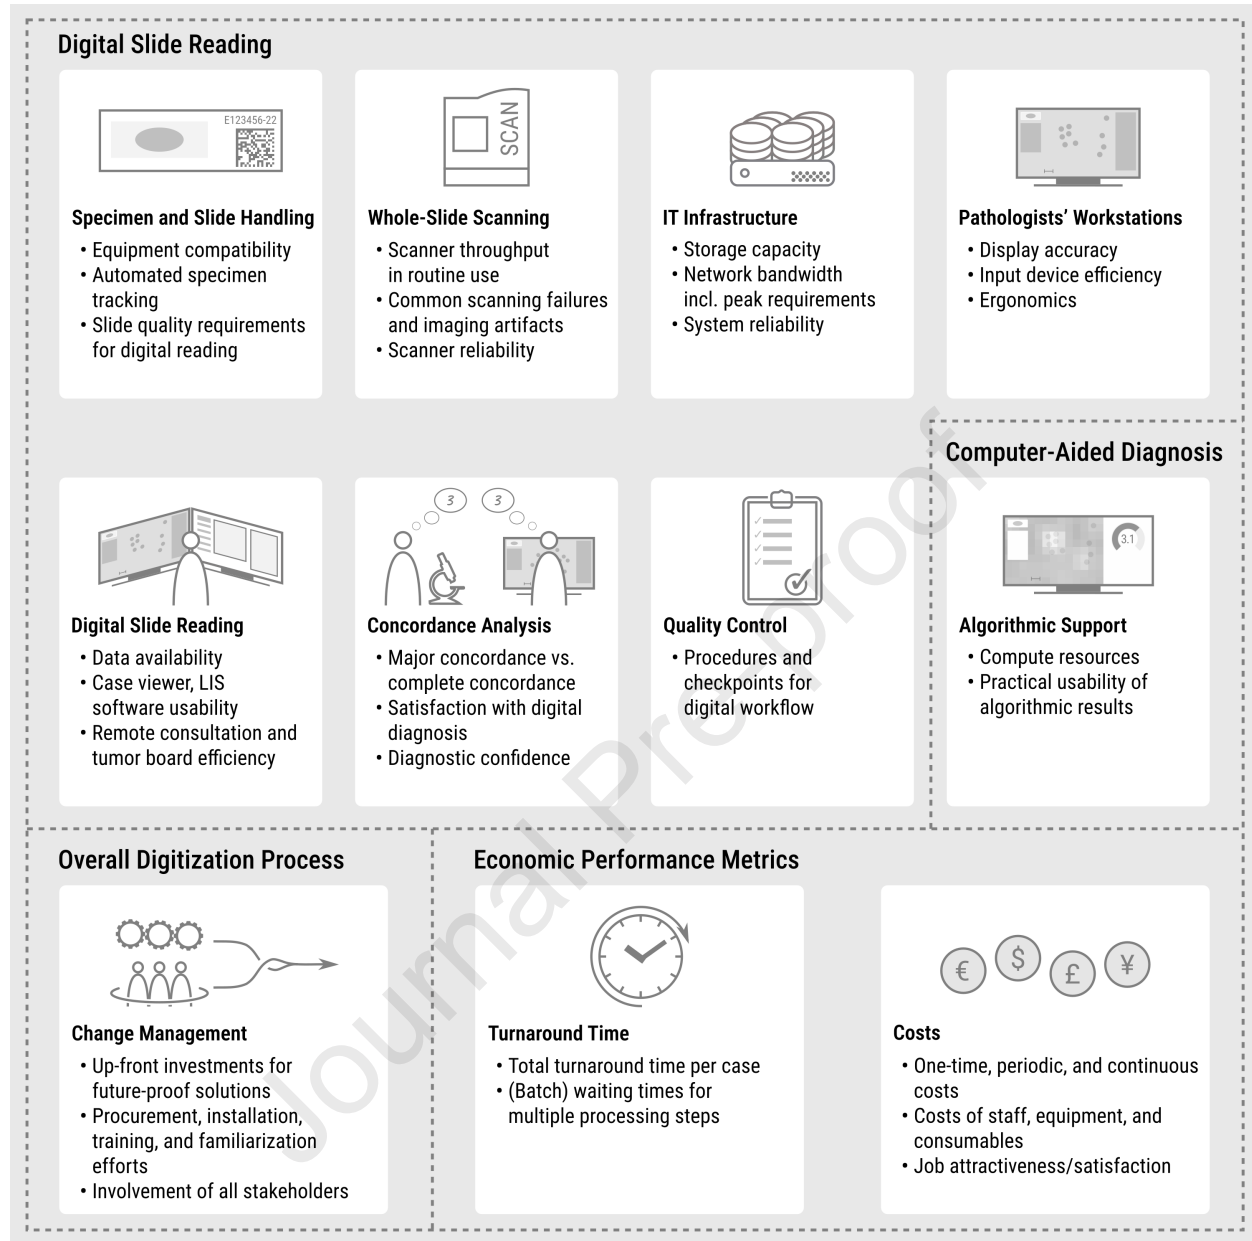 Digital Slide Reading
E123456-22
SCAN
Specimen and Slide Handling
• Equipment compatibility
• Automated specimen
tracking
• Slide quality requirements
for digital reading
Whole-Slide Scanning
• Scanner throughput
in routine use
• Common scanning failures
and imaging artifacts
• Scanner reliability
IT Infrastructure
• Storage capacity
• Network bandwidth
incl. peak requirements
• System reliability
Pathologists’ Workstations
• Display accuracy
• Input device efficiency
• Ergonomics
3
3
Digital Slide Reading
• Data availability
• Case viewer, LIS
software usability
• Remote consultation and
tumor board efficiency
Concordance Analysis
• Major concordance vs.
complete concordance
• Satisfaction with digital
diagnosis
• Diagnostic confidence
Quality Control
• Procedures and
checkpoints for
digital workflow
Computer-Aided Diagnosis
3.1
Algorithmic Support
• Compute resources
• Practical usability of
algorithmic results
Overall Digitization Process
Change Management
• Up-front investments for
future-proof solutions
• Procurement, installation,
training, and familiarization
efforts
• Involvement of all stakeholders
Economic Performance Metrics
Turnaround Time
• Total turnaround time per case
• (Batch) waiting times for
multiple processing steps
€ $ £ ¥
Costs
• One-time, periodic, and continuous
costs
• Costs of staff, equipment, and
consumables
• Job attractiveness/satisfaction
Journal Pre-proof